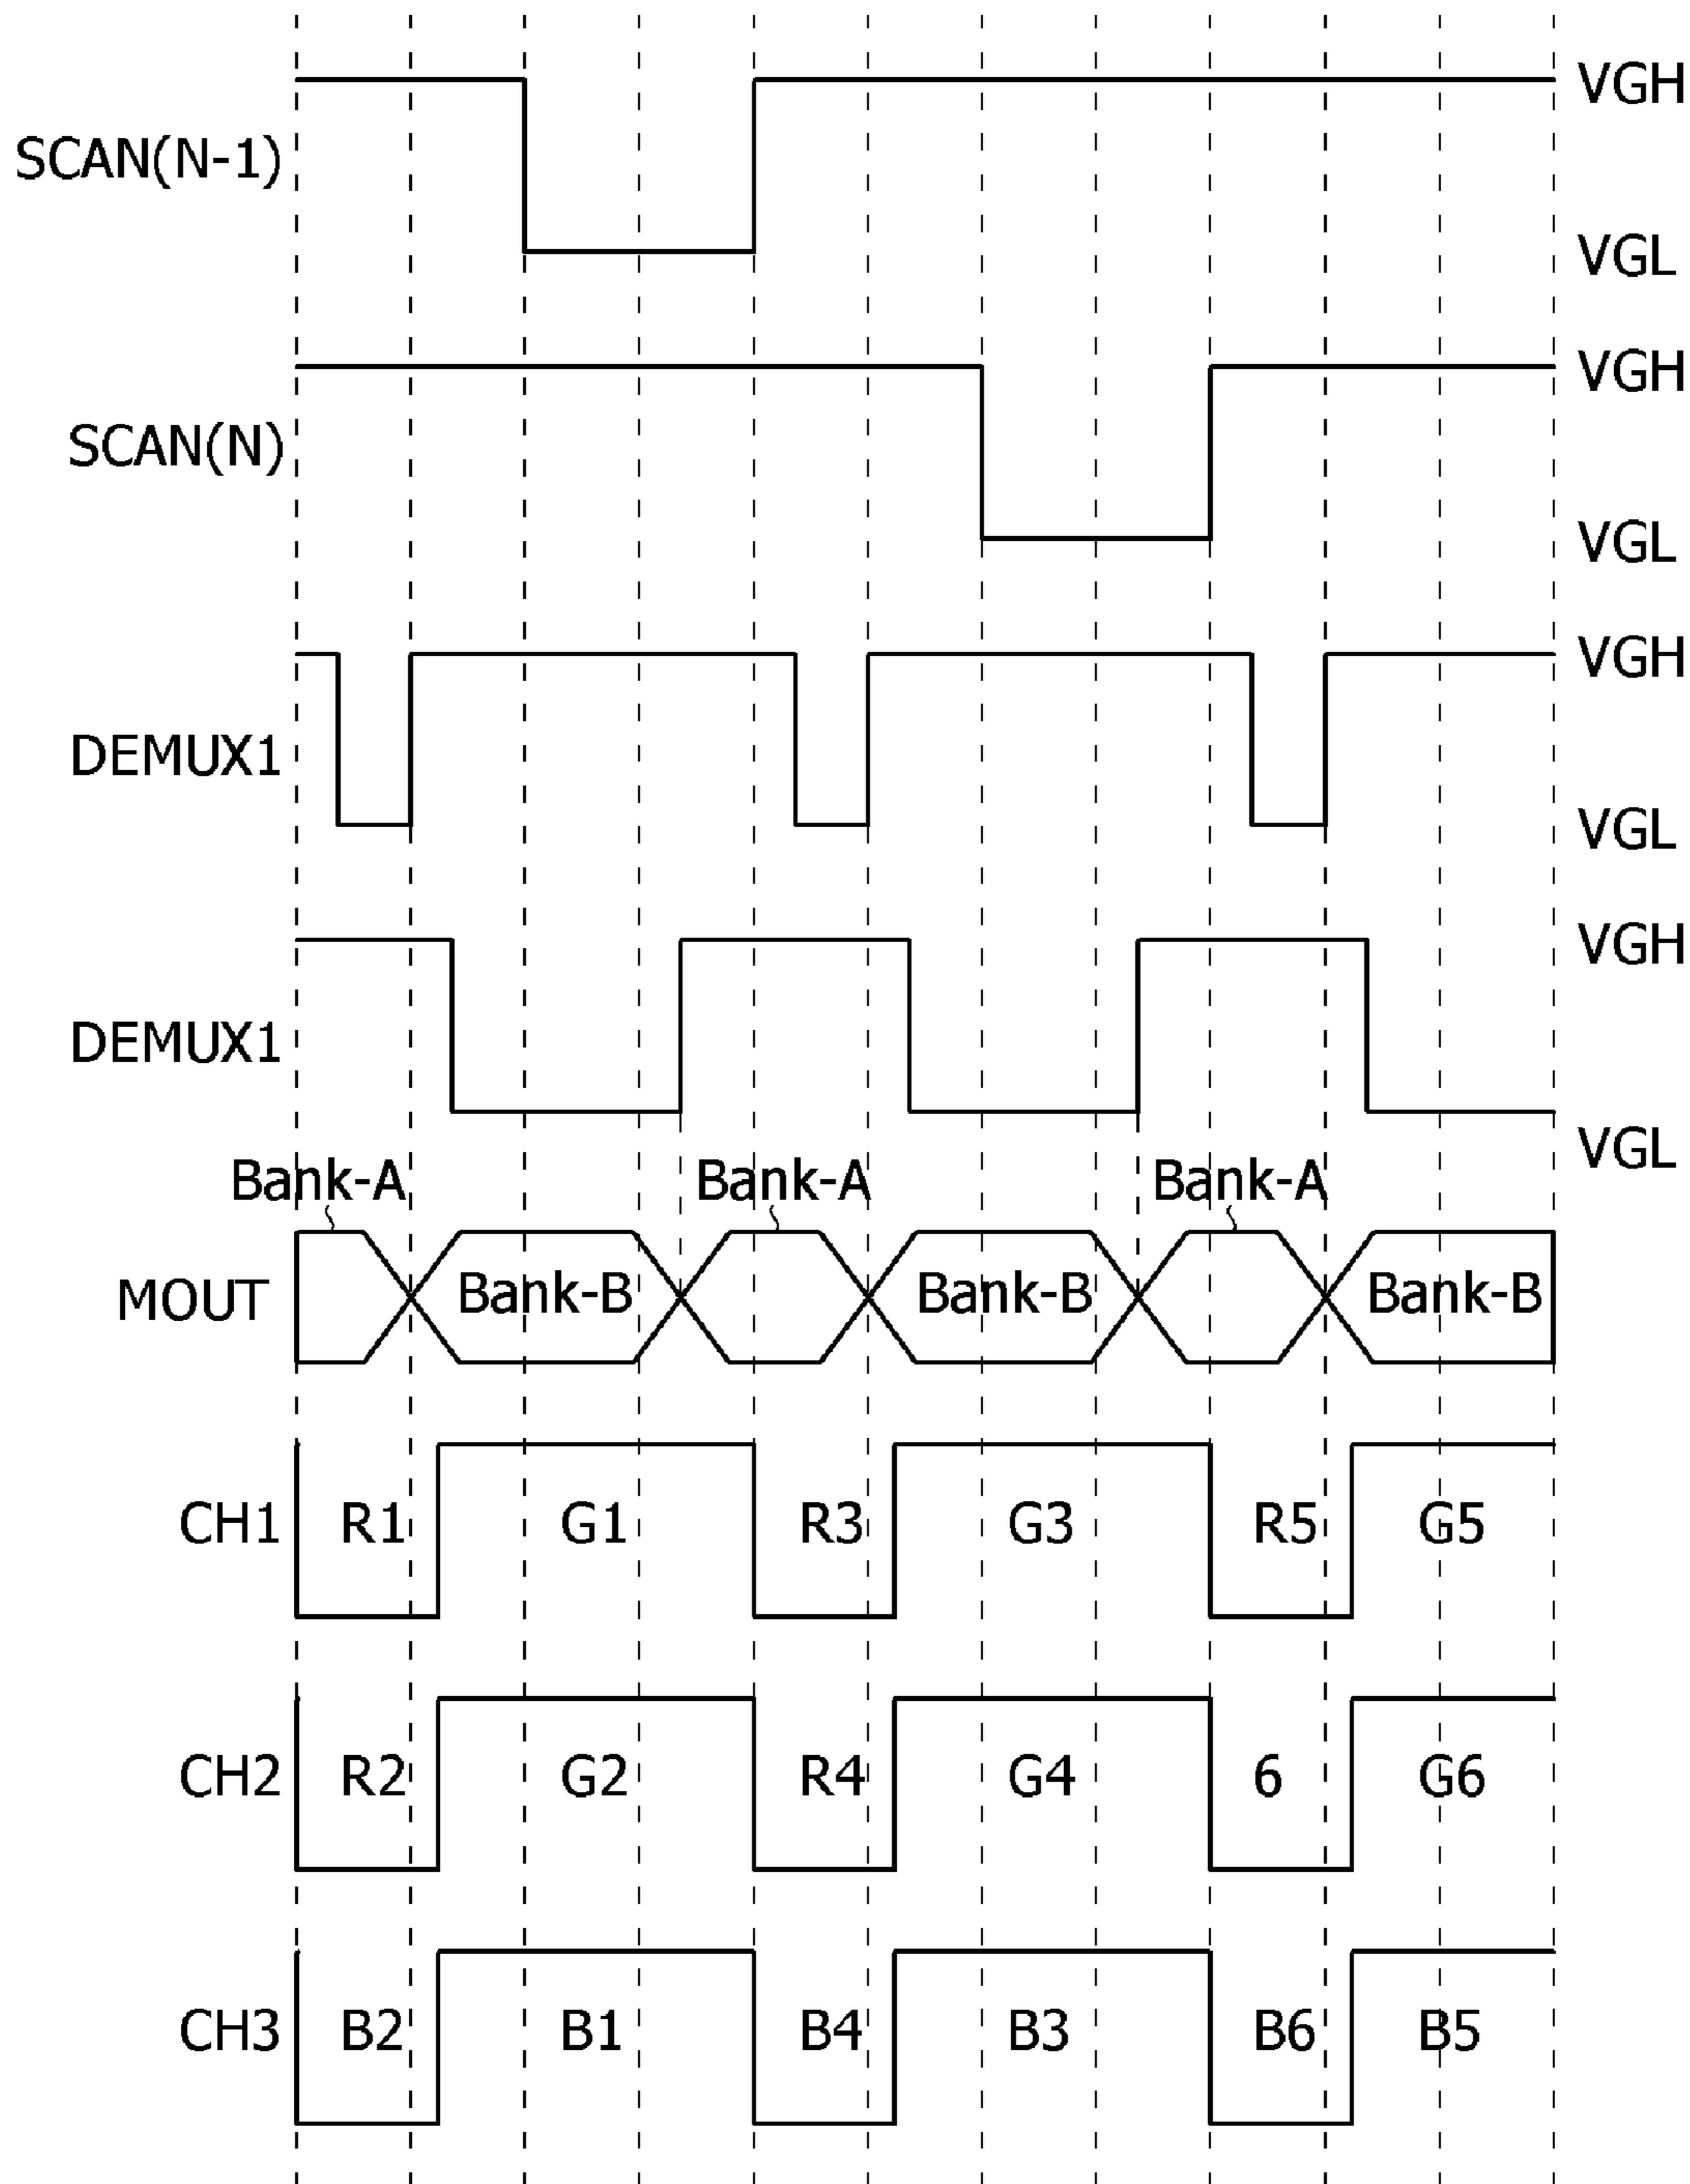 VGH
SCAN(N-1)
VGL
VGH
SCAN(N)
VGL
VGH
DEMUX1
VGL
VGH
DEMUX1
VGL
Bank-A Bank-A Bank-A
MOUT Bank-B Bank-B Bank-B
CH1 R1 G1 R3 G3 R5 G5
CH2 R2 G2 R4 G4 6 G6
CH3 B2 B1 B4 B3 B6 B5